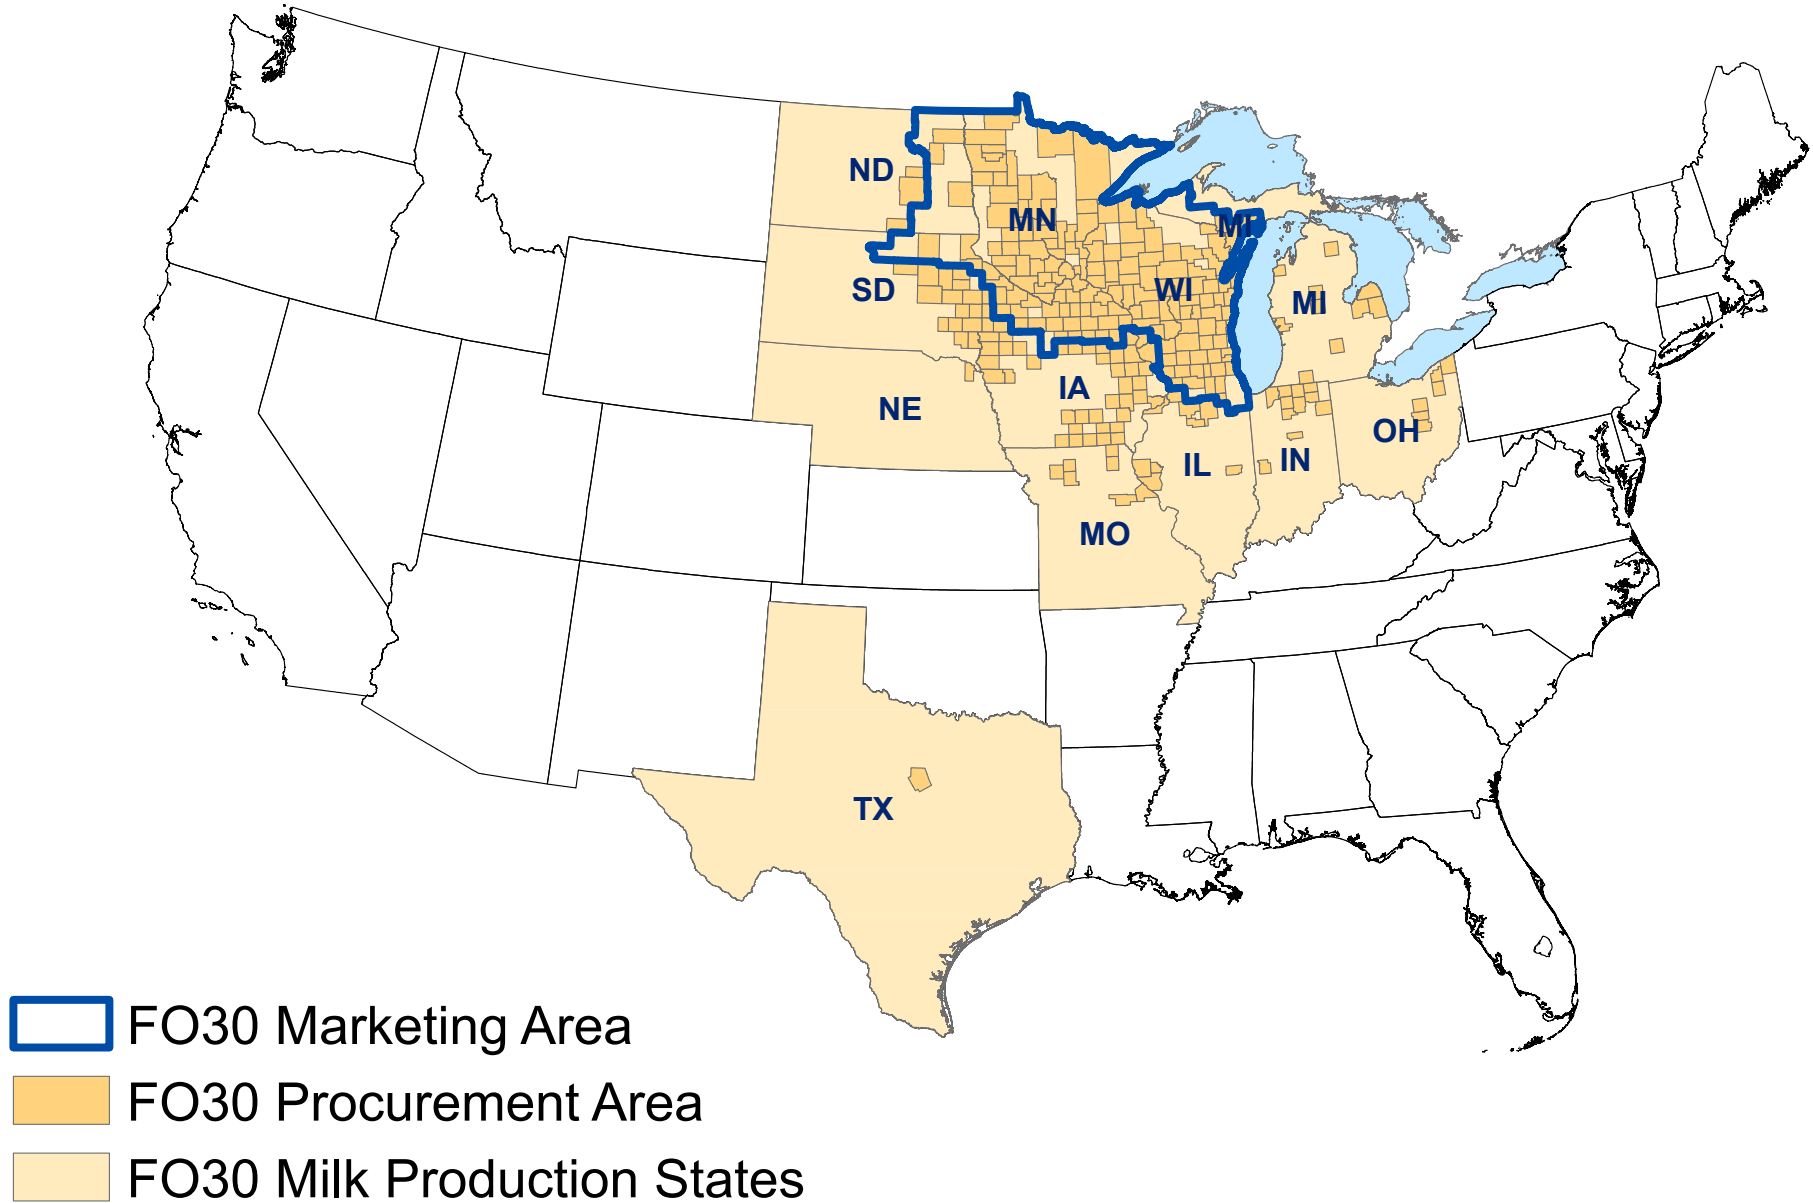 ND
MN
MI
SD
WI
MI
IA
NE
OH
IL
IN
MO
TX
FO30 Marketing Area
FO30 Procurement Area
FO30 Milk Production States